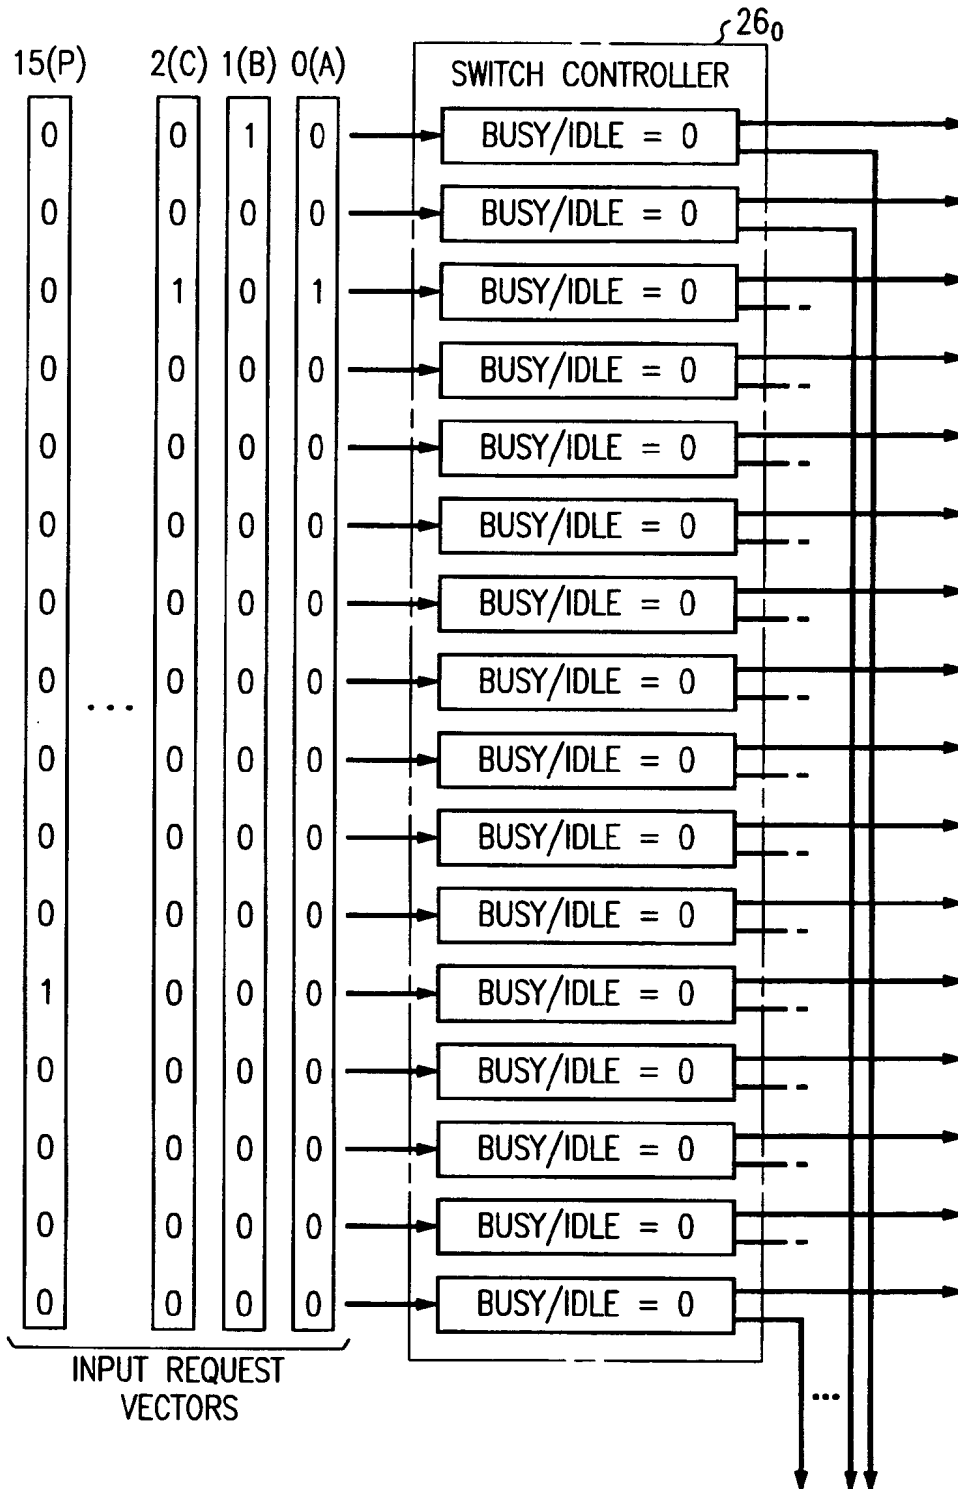 26₀
15(P) 2(C) 1(B) 0(A)
SWITCH CONTROLLER
0 0 1 0 BUSY/IDLE = 0
0 0 0 0 BUSY/IDLE = 0
0 1 0 1 BUSY/IDLE = 0
0 0 0 0 BUSY/IDLE = 0
0 0 0 0 BUSY/IDLE = 0
0 0 0 0 BUSY/IDLE = 0
0 0 0 0 BUSY/IDLE = 0
0 ... 0 0 0 BUSY/IDLE = 0
0 0 0 0 BUSY/IDLE = 0
0 0 0 0 BUSY/IDLE = 0
0 0 0 0 BUSY/IDLE = 0
1 0 0 0 BUSY/IDLE = 0
0 0 0 0 BUSY/IDLE = 0
0 0 0 0 BUSY/IDLE = 0
0 0 0 0 BUSY/IDLE = 0
0 0 0 0 BUSY/IDLE = 0
INPUT REQUEST
VECTORS
...